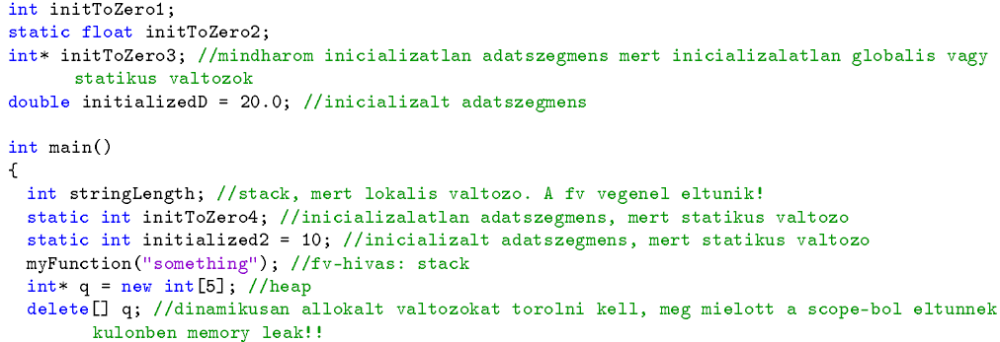 int initToZero1;
static float initToZero2;
int* initToZero3; //mindharom inicializatlan adatszegmens mert inicializalatlan globalis vagy
statikus valtozok
double initializedD = 20.0; //inicializalt adatszegmens
int main()
{
int stringLength; //stack, mert lokalis valtozo. A fv vegenel eltunik!
static int initToZero4; //inicializalatlan adatszegmens, mert statikus valtozo
static int initialized2 = 10; //inicializalt adatszegmens, mert statikus valtozo
myFunction("something"); //fv-hivas: stack
int* q = new int[5]; //heap
delete[] q; //dinamikusan allokalt valtozokat torolni kell, meg mielott a scope-bol eltunnek
kulonben memory leak!!